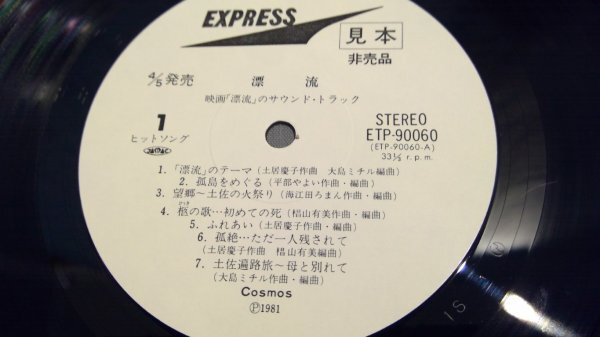 EXPRESS
見本
非売品
4/5 発売 漂流
映画「漂流」のサウンド・トラック
1
ヒットソング
JASRAC
STEREO
ETP-90060
(ETP-90060-A)
33⅓ r.p.m.
1.「漂流」のテーマ(土居慶子作曲 大島ミチル編曲)
2. 孤島をめぐる(平部やよい作曲・編曲)
3. 望郷〜土佐の火祭り(海江田ろまん作曲・編曲)
4. 柩の歌…初めての死(椙山有美作曲・編曲)
5. ふれあい(土居慶子作曲・編曲)
6. 孤絶…ただ一人残されて
(土居慶子作曲 椙山有美編曲)
7. 土佐遍路旅〜母と別れて
(大島ミチル作曲・編曲)
Cosmos
Ⓟ1981
1S